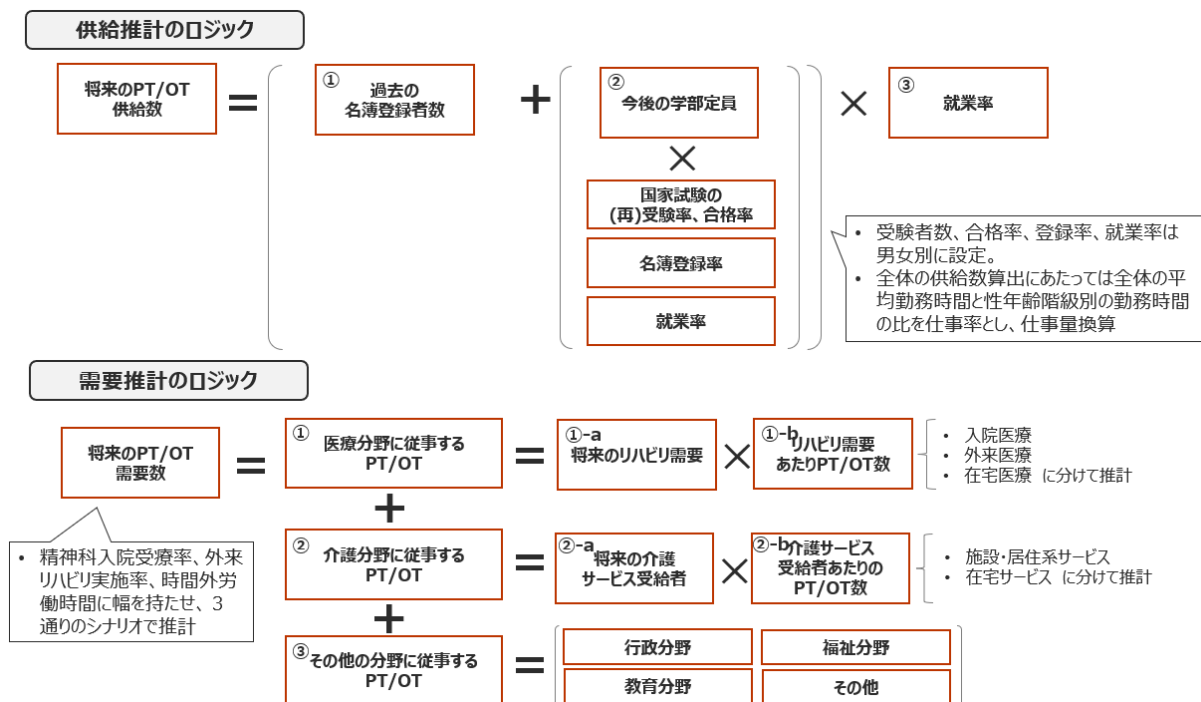 供給推計のロジック
将来のPT/OT
供給数
=
①
過去の
名簿登録者数
+
②
今後の学部定員
×
国家試験の
(再)受験率、合格率
名簿登録率
就業率
×
③
就業率
• 受験者数、合格率、登録率、就業率は
男女別に設定。
• 全体の供給数算出にあたっては全体の平
均勤務時間と性年齢階級別の勤務時間
の比を仕事率とし、仕事量換算
需要推計のロジック
将来のPT/OT
需要数
=
①
医療分野に従事する
PT/OT
=
①-a
将来のリハビリ需要
×
①-b
リハビリ需要
あたりPT/OT数
• 入院医療
• 外来医療
• 在宅医療 に分けて推計
+
②
介護分野に従事する
PT/OT
=
②-a
将来の介護
サービス受給者
×
②-b
介護サービス
受給者あたりの
PT/OT数
• 施設・居住系サービス
• 在宅サービス に分けて推計
• 精神科入院受療率、外来
リハビリ実施率、時間外労
働時間に幅を持たせ、3
通りのシナリオで推計
+
③
その他の分野に従事する
PT/OT
=
行政分野
福祉分野
教育分野
その他